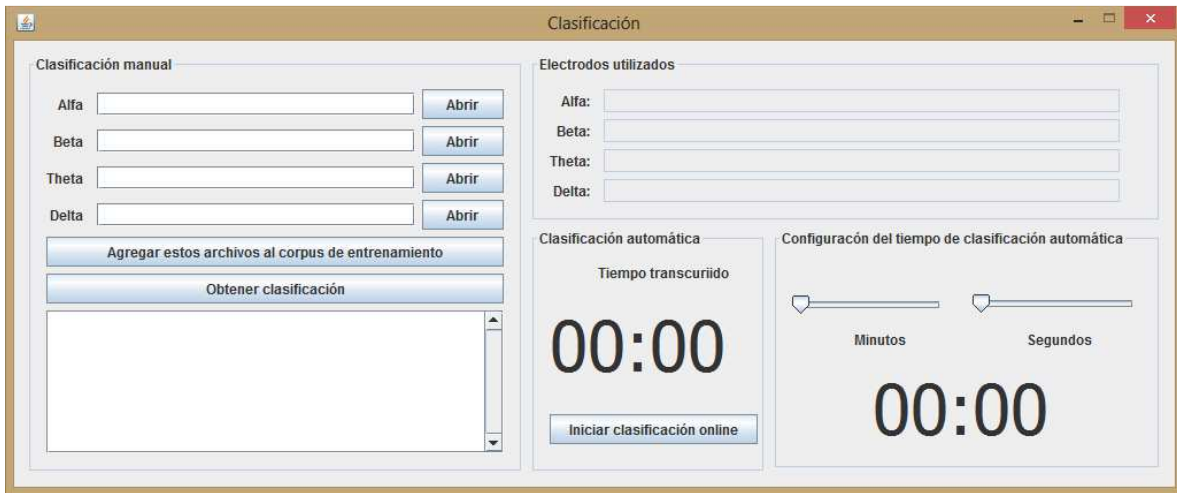 Clasificación
Clasificación manual
Alfa Abrir
Beta Abrir
Theta Abrir
Delta Abrir
Agregar estos archivos al corpus de entrenamiento
Obtener clasificación
Electrodos utilizados
Alfa:
Beta:
Theta:
Delta:
Clasificación automática
Tiempo transcuriido
00:00
Iniciar clasificación online
Configuracón del tiempo de clasificación automática
Minutos Segundos
00:00